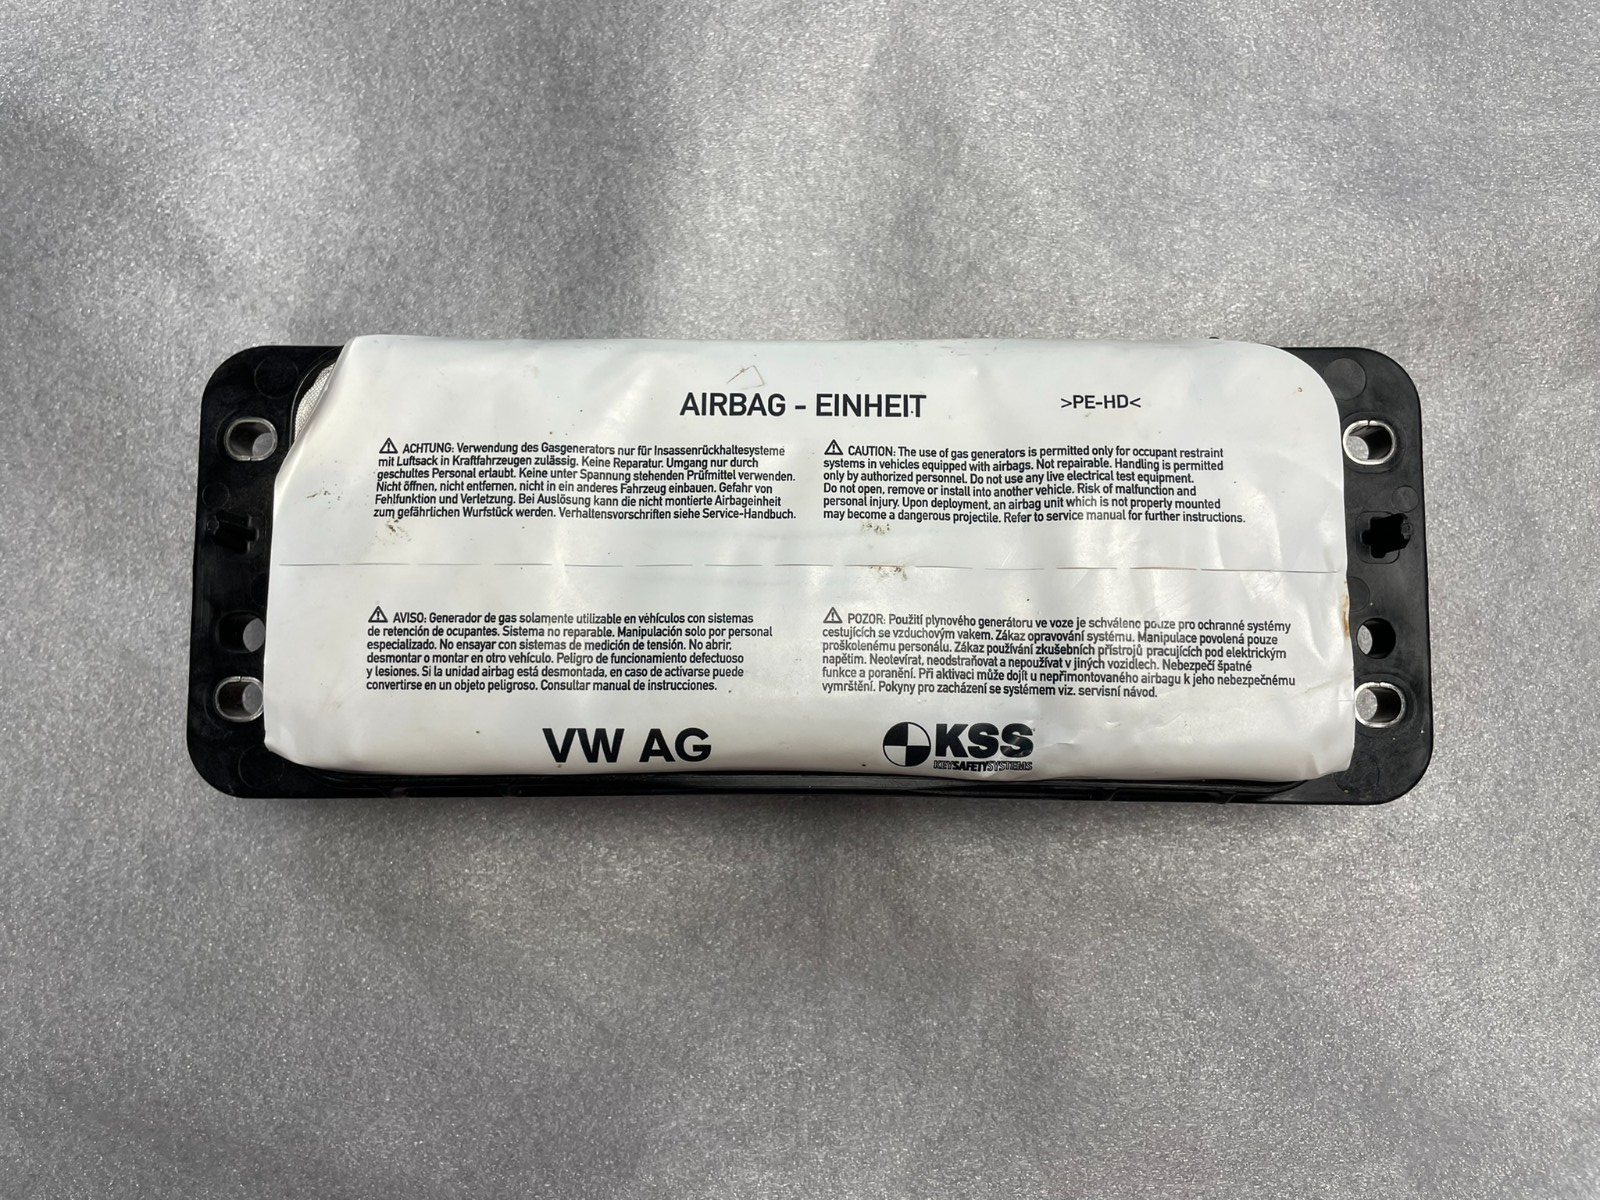 AIRBAG - EINHEIT
>PE-HD<
⚠ ACHTUNG: Verwendung des Gasgenerators nur für Insassenrückhaltesysteme
mit Luftsack in Kraftfahrzeugen zulässig. Keine Reparatur. Umgang nur durch
geschultes Personal erlaubt. Keine unter Spannung stehenden Prüfmittel verwenden.
Nicht öffnen, nicht entfernen, nicht in ein anderes Fahrzeug einbauen. Gefahr von
Fehlfunktion und Verletzung. Bei Auslösung kann die nicht montierte Airbageinheit
zum gefährlichen Wurfstück werden. Verhaltensvorschriften siehe Service-Handbuch.
⚠ CAUTION: The use of gas generators is permitted only for occupant restraint
systems in vehicles equipped with airbags. Not repairable. Handling is permitted
only by authorized personnel. Do not use any live electrical test equipment.
Do not open, remove or install into another vehicle. Risk of malfunction and
personal injury. Upon deployment, an airbag unit which is not properly mounted
may become a dangerous projectile. Refer to service manual for further instructions.
⚠ AVISO: Generador de gas solamente utilizable en véhículos con sistemas
de retención de ocupantes. Sistema no reparable. Manipulación solo por personal
especializado. No ensayar con sistemas de medición de tensión. No abrir,
desmontar o montar en otro vehículo. Peligro de funcionamiento defectuoso
y lesiones. Si la unidad airbag está desmontada, en caso de activarse puede
convertirse en un objeto peligroso. Consultar manual de instrucciones.
⚠ POZOR: Použití plynového generátoru ve voze je schváleno pouze pro ochranné systémy
cestujících se vzduchovým vakem. Zákaz opravování systému. Manipulace povolená pouze
proškolenému personálu. Zákaz používání zkušebních přístrojů pracujících pod elektrickým
napětím. Neotevírat, neodstraňovat a nepoužívat v jiných vozidlech. Nebezpečí špatné
funkce a poranění. Při aktivaci může dojít u nepřimontovaného airbagu k jeho nebezpečnému
vymrštění. Pokyny pro zacházení se systémem viz. servisní návod.
VW AG
KSS
KEYSAFETYSYSTEMS